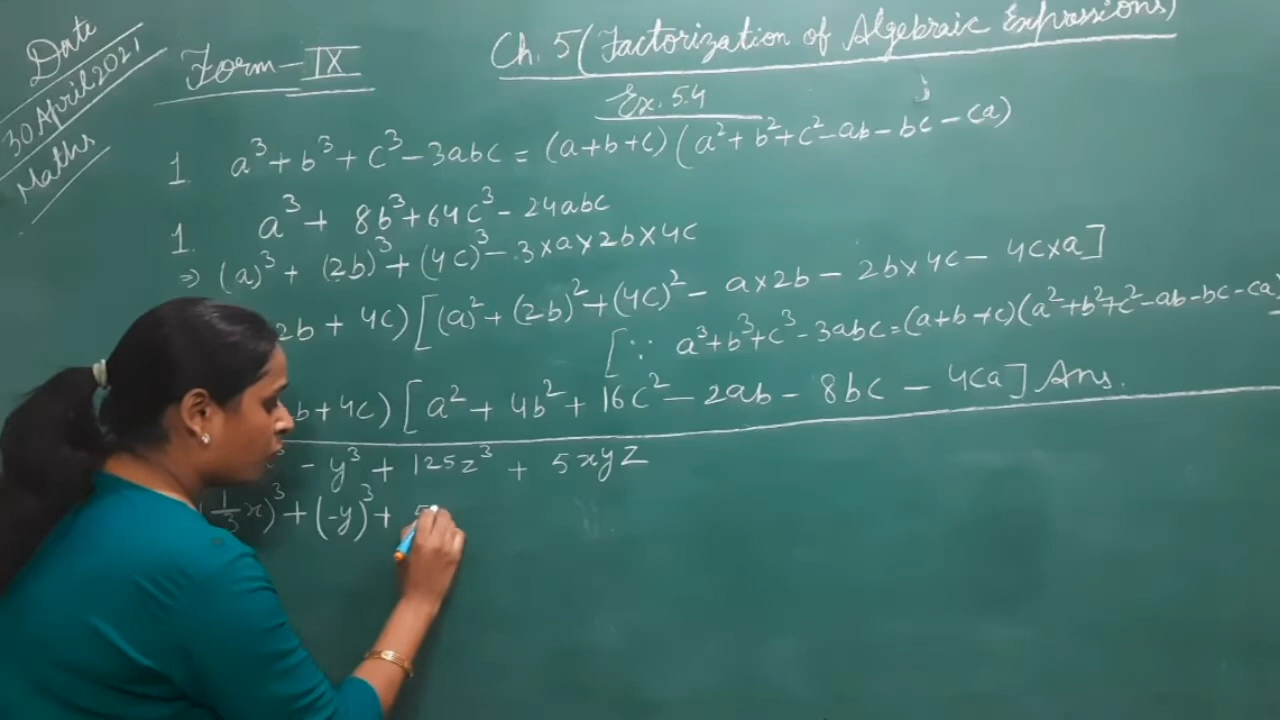 Date
30 April 2021
Maths
Form - IX
Ch. 5 (Factorization of Algebraic Expressions)
Ex. 5.4
1. a³ + b³ + c³ - 3abc = (a+b+c) (a² + b² + c² - ab - bc - ca)
1. a³ + 8b³ + 64c³ - 24abc
⇒ (a)³ + (2b)³ + (4c)³ - 3×a×2b×4c
2b + 4c) [(a)² + (2b)² + (4c)² - a×2b - 2b×4c - 4c×a]
[∵ a³+b³+c³-3abc=(a+b+c)(a²+b²+c²-ab-bc-ca
b+4c) [a² + 4b² + 16c² - 2ab - 8bc - 4ca] Ans.
³ - y³ + 125z³ + 5xyz
1/3 x)³ + (-y)³ + 5